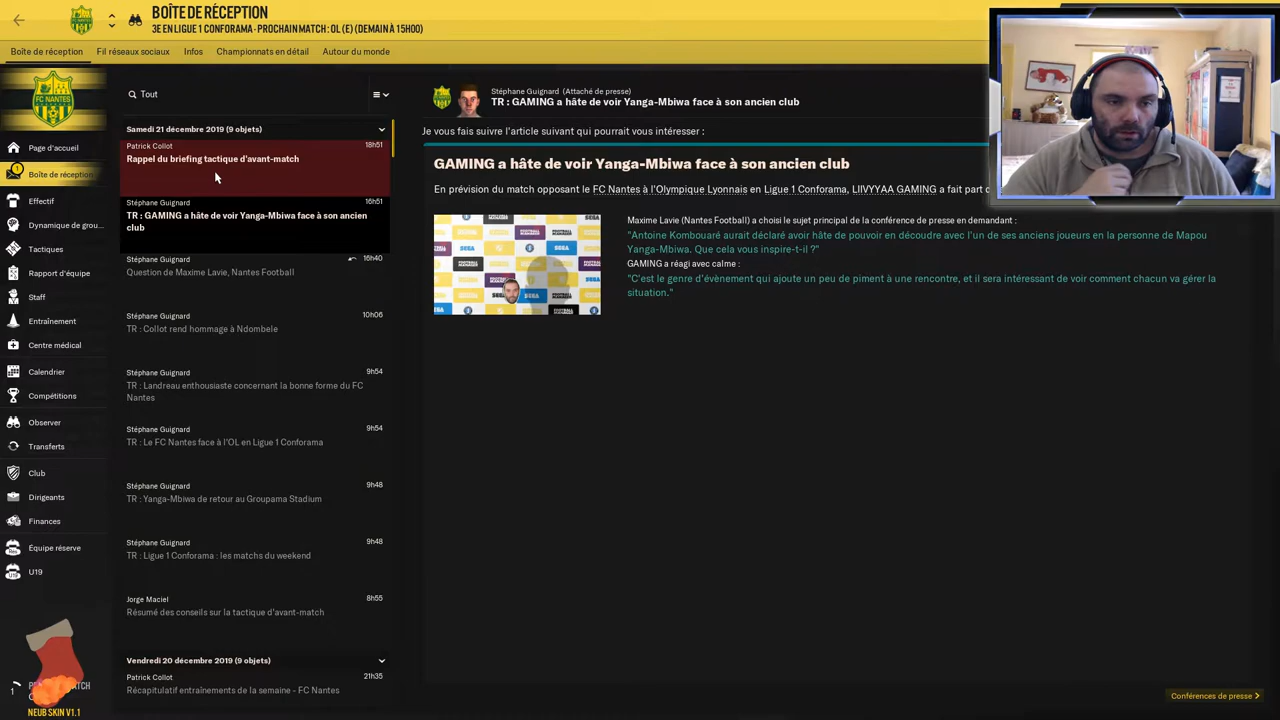 BOÎTE DE RÉCEPTION
3E EN LIGUE 1 CONFORAMA - PROCHAIN MATCH : OL (E) (DEMAIN À 15H00)
Boîte de réception
Fil réseaux sociaux
Infos
Championnats en détail
Autour du monde
FC NANTES
Page d'accueil
1
Boîte de réception
Effectif
Dynamique de grou...
Tactiques
Rapport d'équipe
Staff
Entraînement
Centre médical
Calendrier
Compétitions
Observer
Transferts
Club
Dirigeants
Finances
Équipe réserve
U19
NEUB SKIN V1.1
Tout
Samedi 21 décembre 2019 (9 objets)
Patrick Collot 18h51
Rappel du briefing tactique d'avant-match
Stéphane Guignard 16h51
TR : GAMING a hâte de voir Yanga-Mbiwa face à son ancien
club
Stéphane Guignard 16h40
Question de Maxime Lavie, Nantes Football
Stéphane Guignard 10h06
TR : Collot rend hommage à Ndombele
Stéphane Guignard 9h54
TR : Landreau enthousiaste concernant la bonne forme du FC
Nantes
Stéphane Guignard 9h54
TR : Le FC Nantes face à l'OL en Ligue 1 Conforama
Stéphane Guignard 9h48
TR : Yanga-Mbiwa de retour au Groupama Stadium
Stéphane Guignard 9h48
TR : Ligue 1 Conforama : les matchs du weekend
Jorge Maciel 8h55
Résumé des conseils sur la tactique d'avant-match
Vendredi 20 décembre 2019 (9 objets)
Patrick Collot 21h35
Récapitulatif entraînements de la semaine - FC Nantes
Stéphane Guignard (Attaché de presse)
TR : GAMING a hâte de voir Yanga-Mbiwa face à son ancien club
Je vous fais suivre l'article suivant qui pourrait vous intéresser :
GAMING a hâte de voir Yanga-Mbiwa face à son ancien club
En prévision du match opposant le FC Nantes à l'Olympique Lyonnais en Ligue 1 Conforama, LIIVYYAA GAMING a fait part d
Maxime Lavie (Nantes Football) a choisi le sujet principal de la conférence de presse en demandant :
"Antoine Kombouaré aurait déclaré avoir hâte de pouvoir en découdre avec l'un de ses anciens joueurs en la personne de Mapou
Yanga-Mbiwa. Que cela vous inspire-t-il ?"
GAMING a réagi avec calme :
"C'est le genre d'évènement qui ajoute un peu de piment à une rencontre, et il sera intéressant de voir comment chacun va gérer la
situation."
SEGA
Conférences de presse